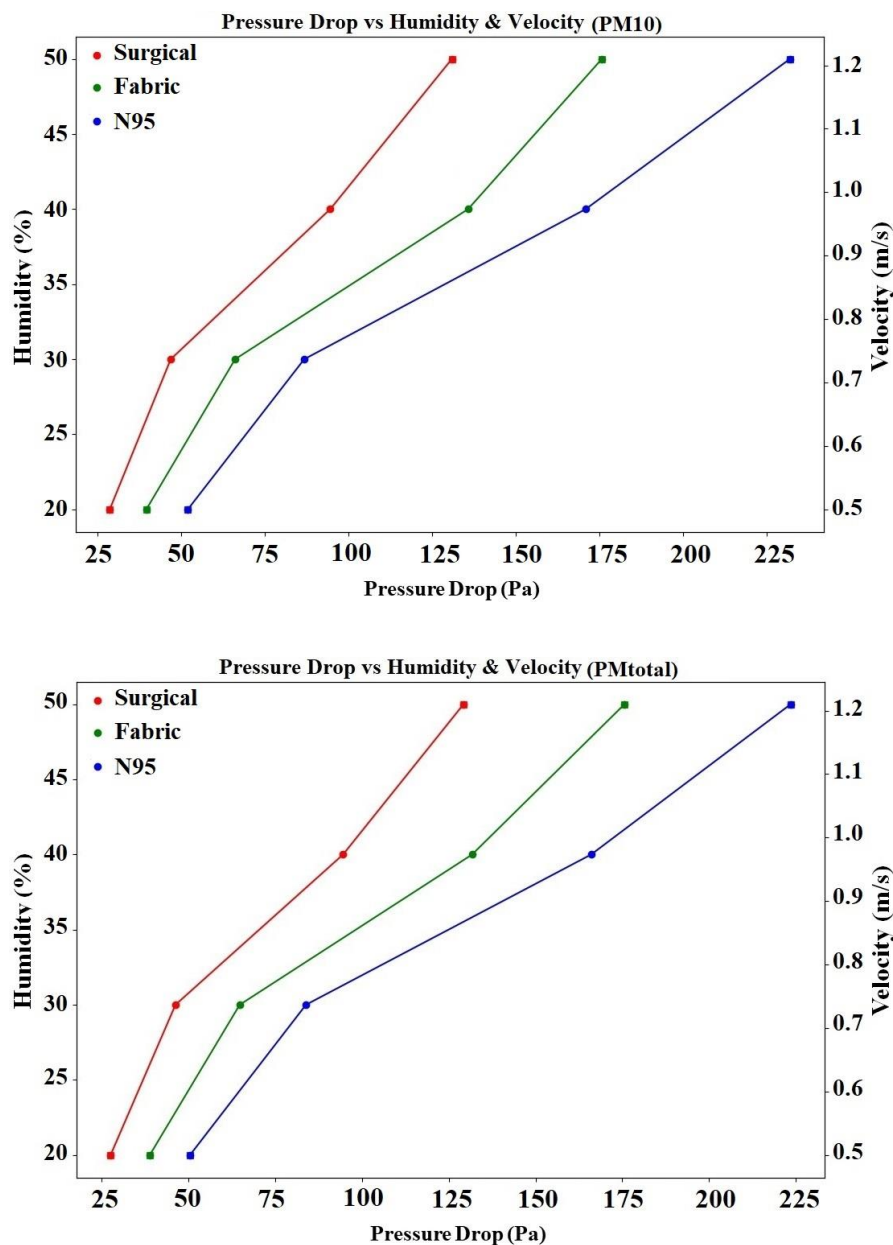 Pressure Drop vs Humidity & Velocity (PM10)
Surgical
Fabric
N95
50
45
40
35
30
25
20
Humidity (%)
1.2
1.1
1.0
0.9
0.8
0.7
0.6
0.5
Velocity (m/s)
25 50 75 100 125 150 175 200 225
Pressure Drop (Pa)
Pressure Drop vs Humidity & Velocity (PMtotal)
Surgical
Fabric
N95
50
45
40
35
30
25
20
Humidity (%)
1.2
1.1
1.0
0.9
0.8
0.7
0.6
0.5
Velocity (m/s)
25 50 75 100 125 150 175 200 225
Pressure Drop (Pa)